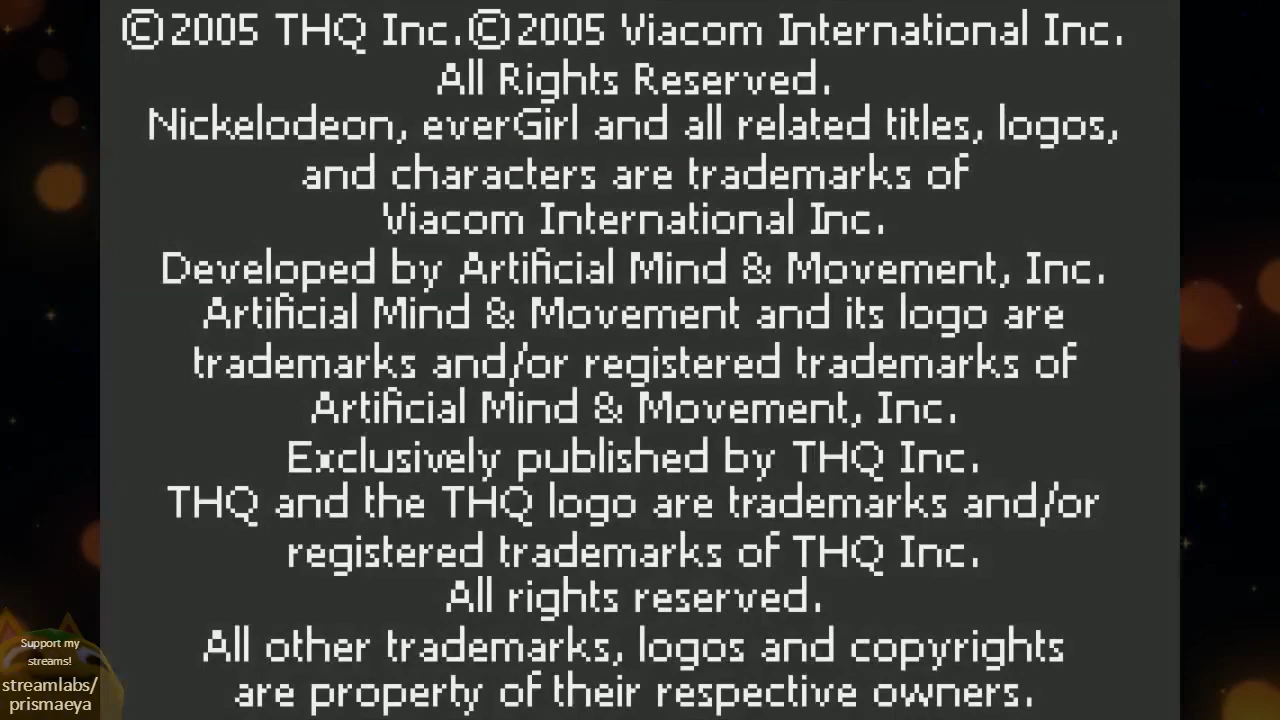 ©2005 THQ Inc.©2005 Viacom International Inc.
All Rights Reserved.
Nickelodeon, everGirl and all related titles, logos,
and characters are trademarks of
Viacom International Inc.
Developed by Artificial Mind & Movement, Inc.
Artificial Mind & Movement and its logo are
trademarks and/or registered trademarks of
Artificial Mind & Movement, Inc.
Exclusively published by THQ Inc.
THQ and the THQ logo are trademarks and/or
registered trademarks of THQ Inc.
All rights reserved.
All other trademarks, logos and copyrights
are property of their respective owners.
Support my
streams!
streamlabs/
prismaeya